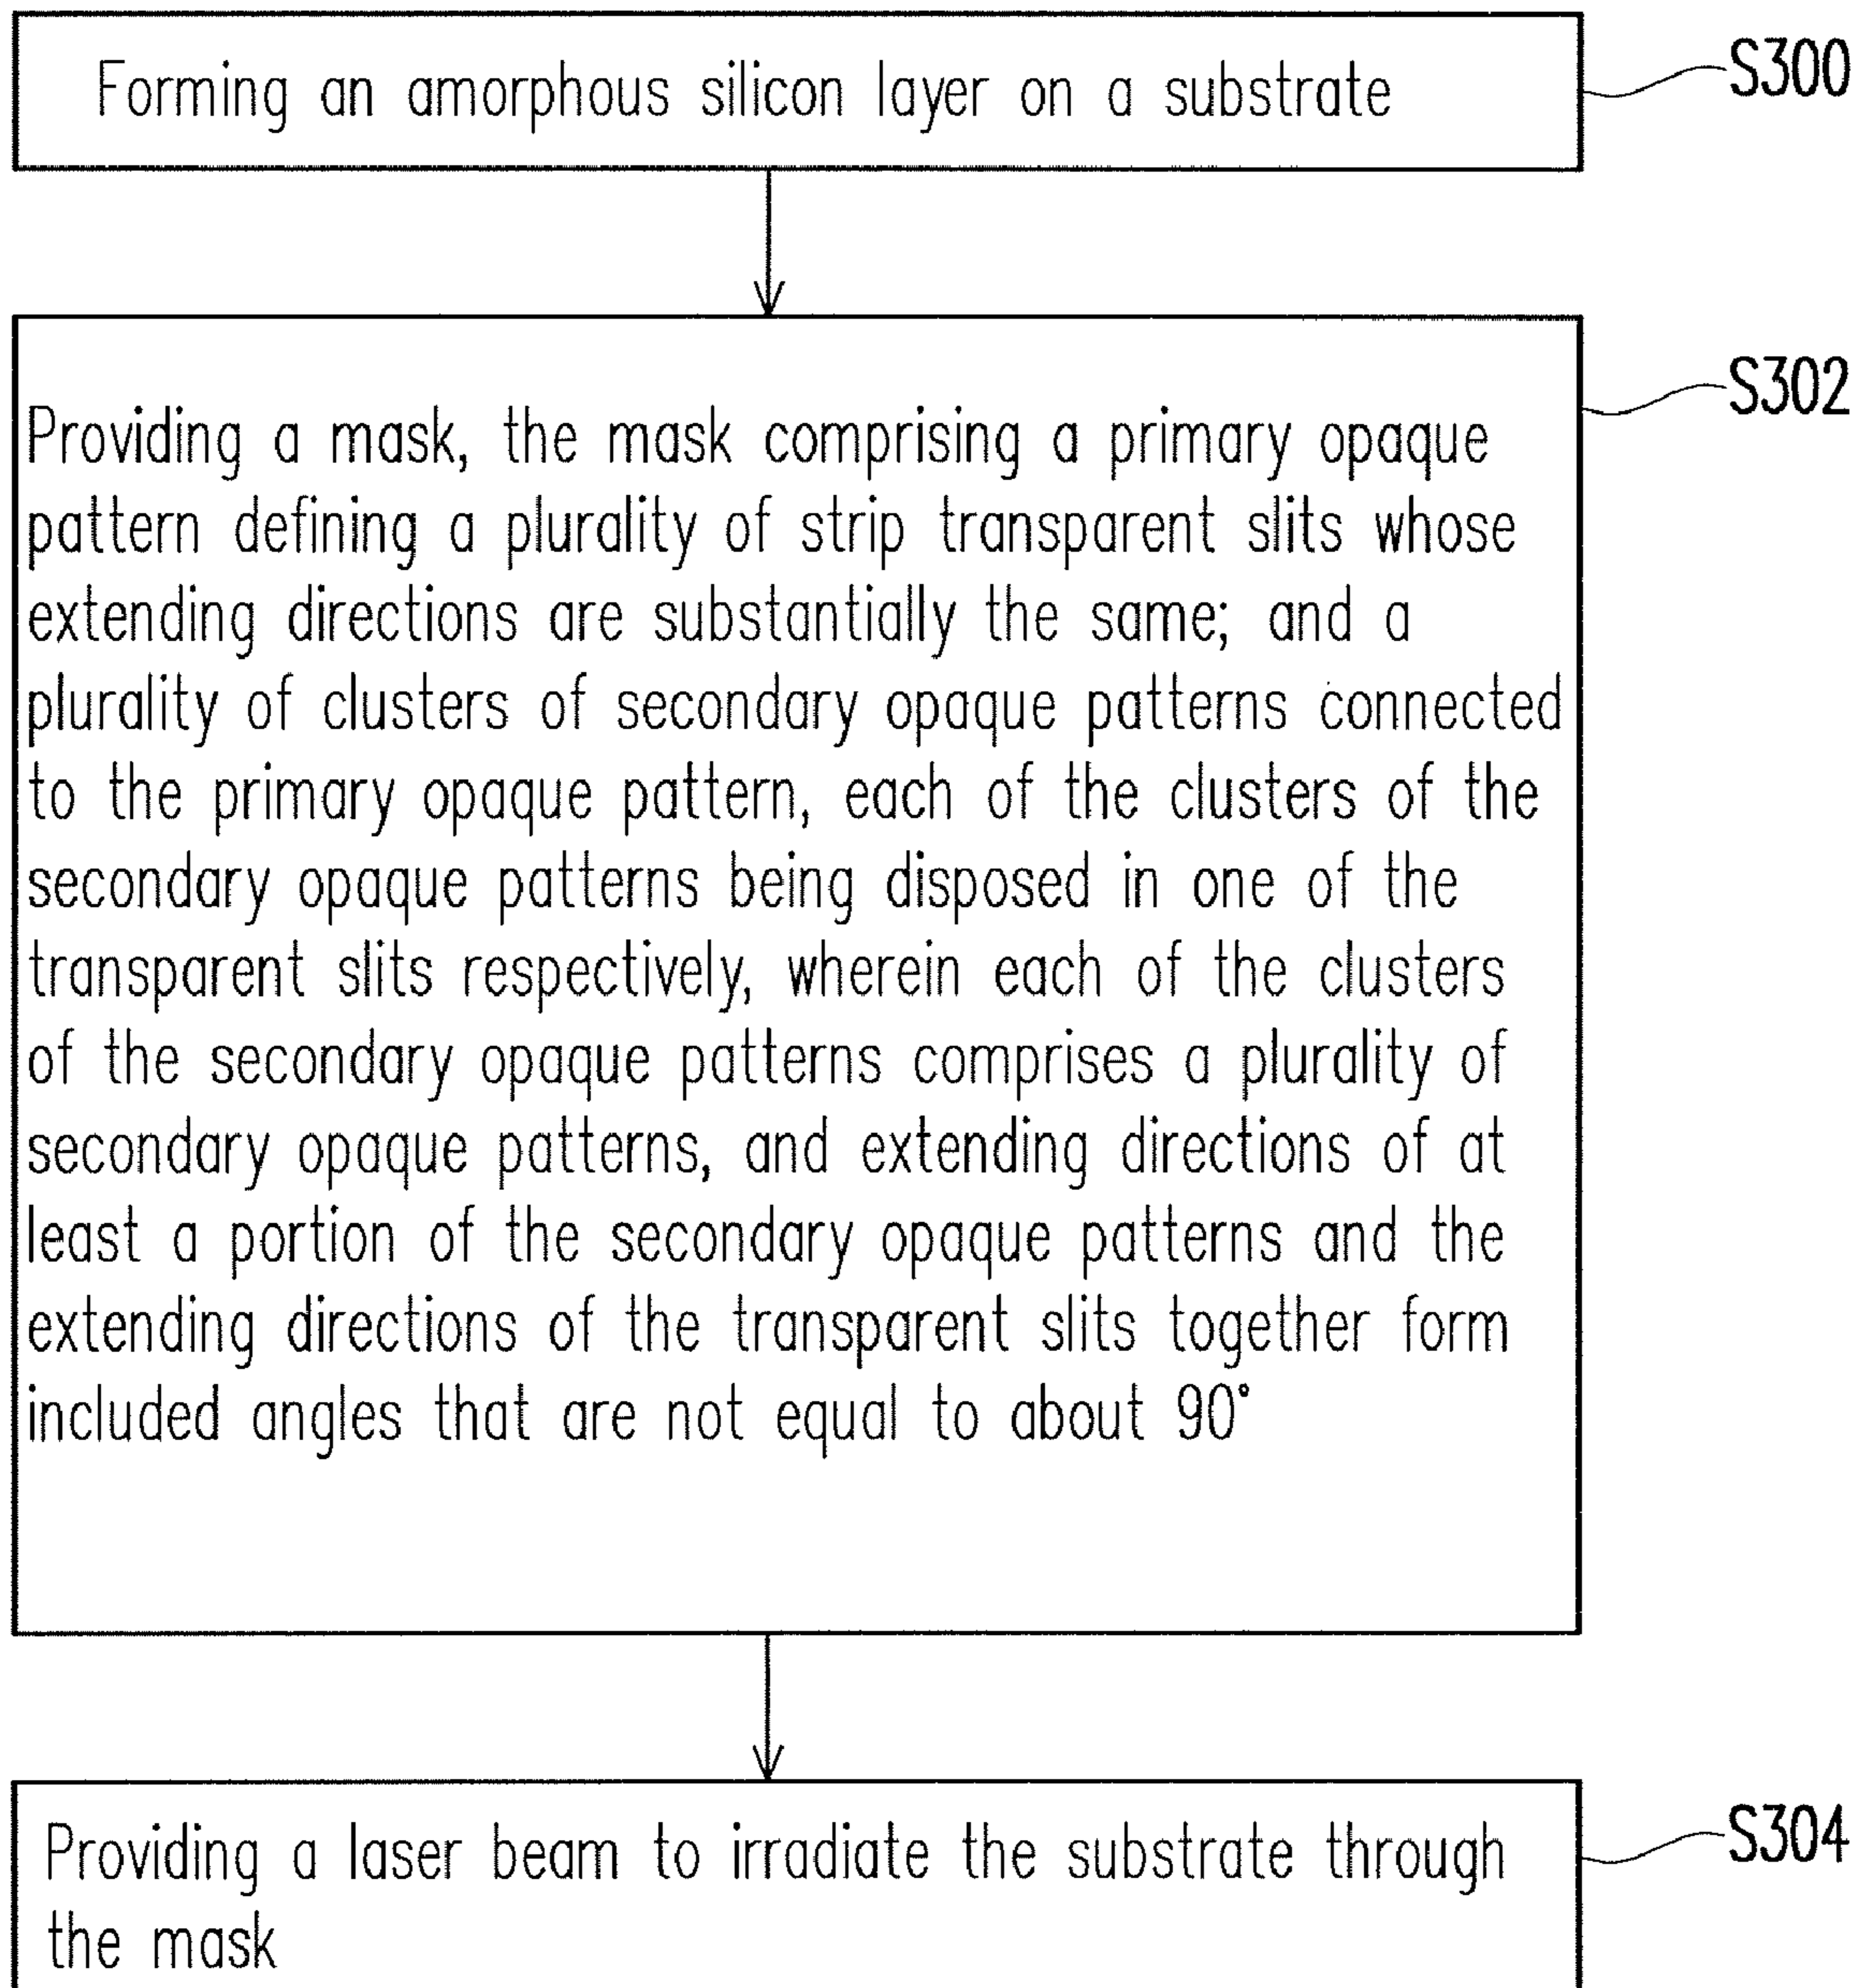 Forming an amorphous silicon layer on a substrate
S300
S302
Providing a mask, the mask comprising a primary opaque
pattern defining a plurality of strip transparent slits whose
extending directions are substantially the same; and a
plurality of clusters of secondary opaque patterns connected
to the primary opaque pattern, each of the clusters of the
secondary opaque patterns being disposed in one of the
transparent slits respectively, wherein each of the clusters
of the secondary opaque patterns comprises a plurality of
secondary opaque patterns, and extending directions of at
least a portion of the secondary opaque patterns and the
extending directions of the transparent slits together form
included angles that are not equal to about 90°
S304
Providing a laser beam to irradiate the substrate through
the mask